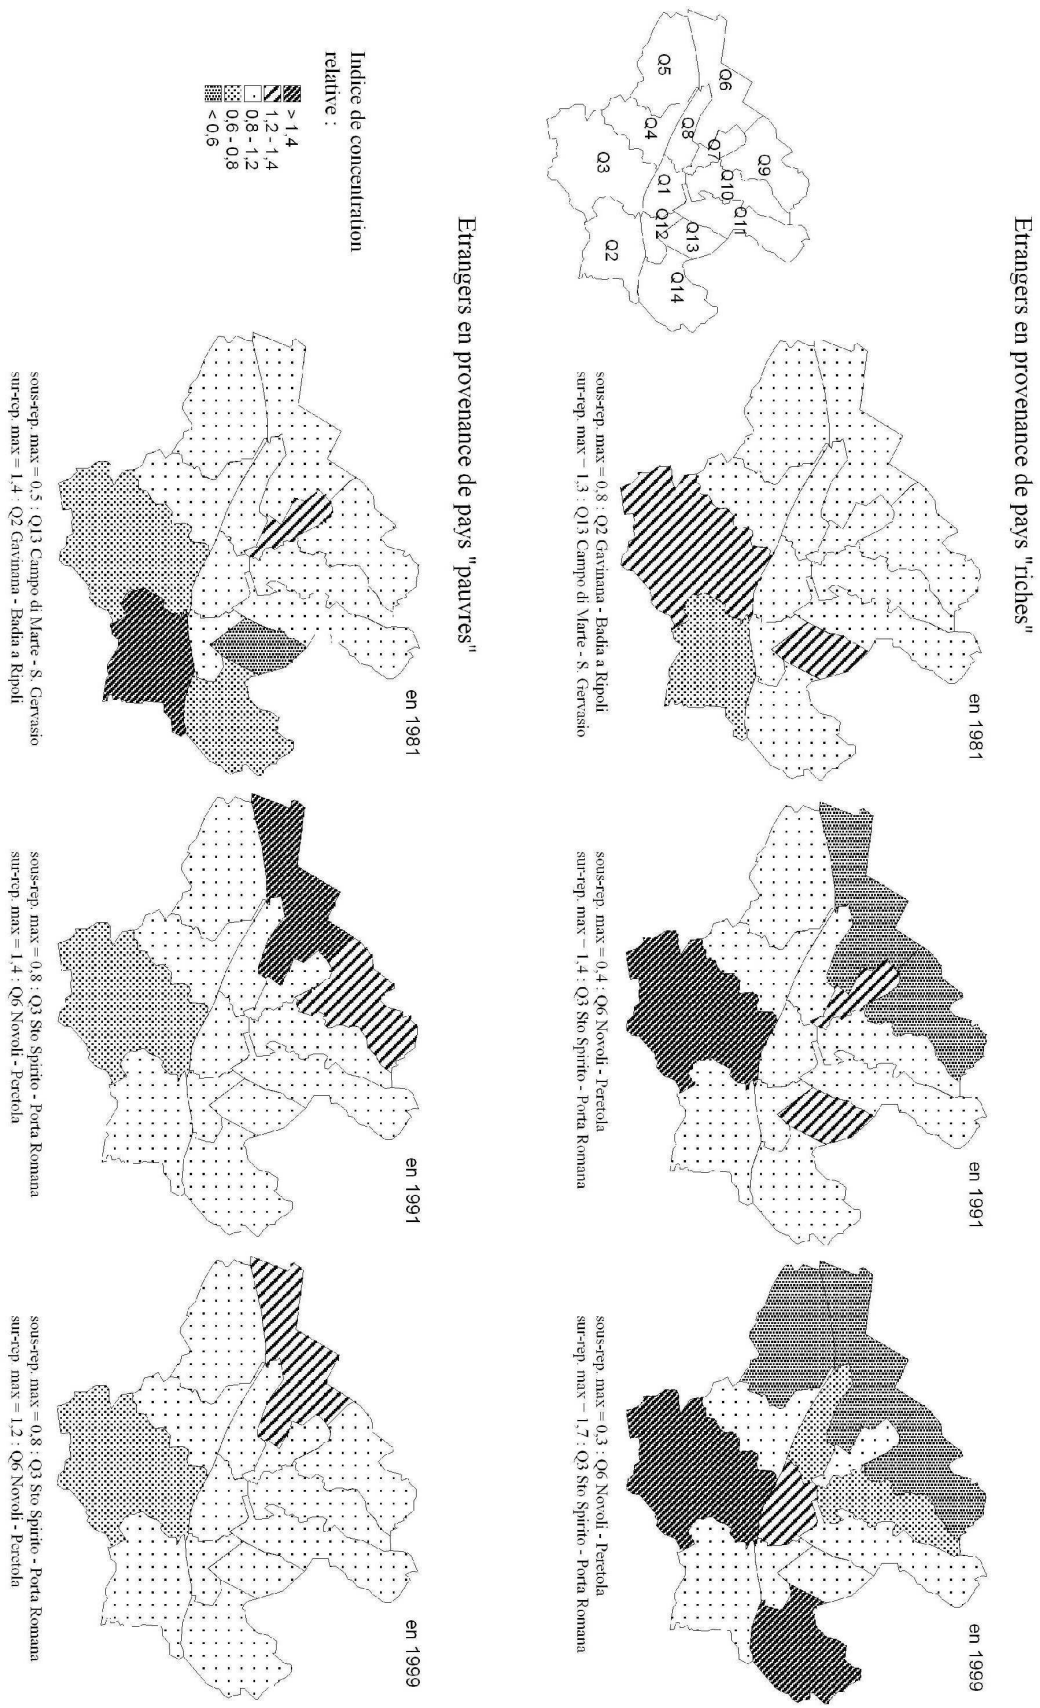 Etrangers en provenance de pays "riches"
Q5
Q6
Q4
Q8
Q7
Q9
Q3
Q1
Q10
Q11
Q12
Q13
Q2
Q14
en 1981
sous-rep. max = 0,8 : Q2 Gavinana - Badia a Ripoli
sur-rep. max = 1,3 : Q13 Campo di Marte - S. Gervasio
en 1991
sous-rep. max = 0,4 : Q6 Novoli - Peretola
sur-rep. max = 1,4 : Q3 Sto Spirito - Porta Romana
en 1999
sous-rep. max = 0,3 : Q6 Novoli - Peretola
sur-rep. max = 1,7 : Q3 Sto Spirito - Porta Romana
Etrangers en provenance de pays "pauvres"
Indice de concentration
relative :
> 1,4
1,2 - 1,4
0,8 - 1,2
0,6 - 0,8
< 0,6
en 1981
sous-rep. max = 0,5 : Q13 Campo di Marte - S. Gervasio
sur-rep. max = 1,4 : Q2 Gavinana - Badia a Ripoli
en 1991
sous-rep. max = 0,8 : Q3 Sto Spirito - Porta Romana
sur-rep. max = 1,4 : Q6 Novoli - Peretola
en 1999
sous-rep. max = 0,8 : Q3 Sto Spirito - Porta Romana
sur-rep max = 1,2 : Q6 Novoli - Peretola